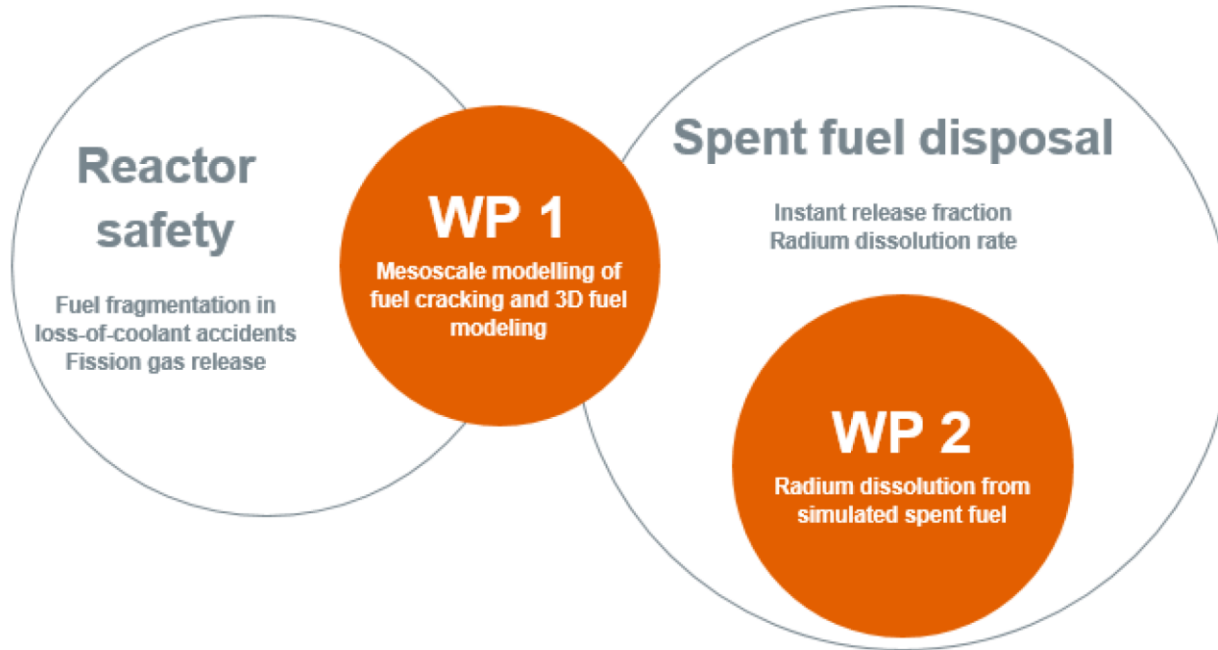 Reactor
safety
Fuel fragmentation in
loss-of-coolant accidents
Fission gas release
WP 1
Mesoscale modelling of
fuel cracking and 3D fuel
modeling
Spent fuel disposal
Instant release fraction
Radium dissolution rate
WP 2
Radium dissolution from
simulated spent fuel